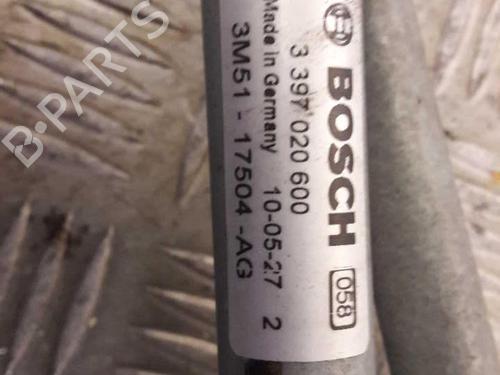 BOSCH 058
3 397 020 600
Made in Germany 10-05-27 2
3M51 - 17504 -AG
B-PARTS